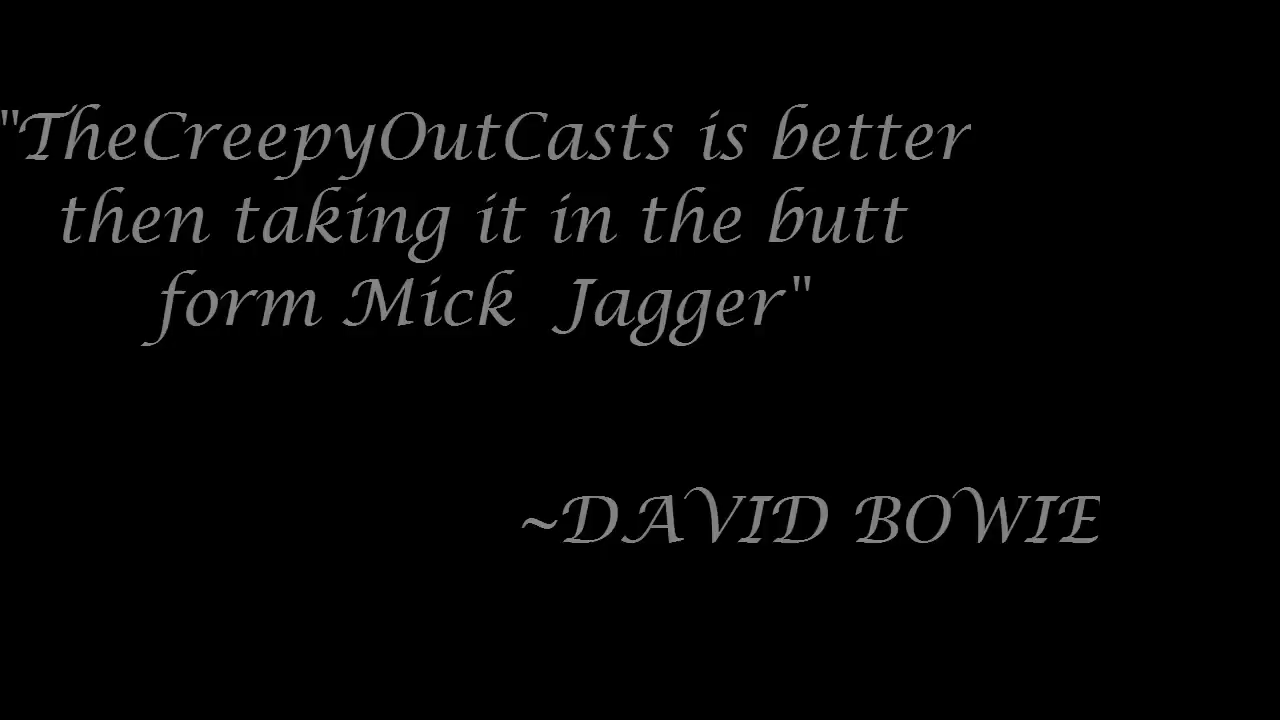 "TheCreepyOutCasts is better
then taking it in the butt
form Mick  Jagger"
~DAVID BOWIE